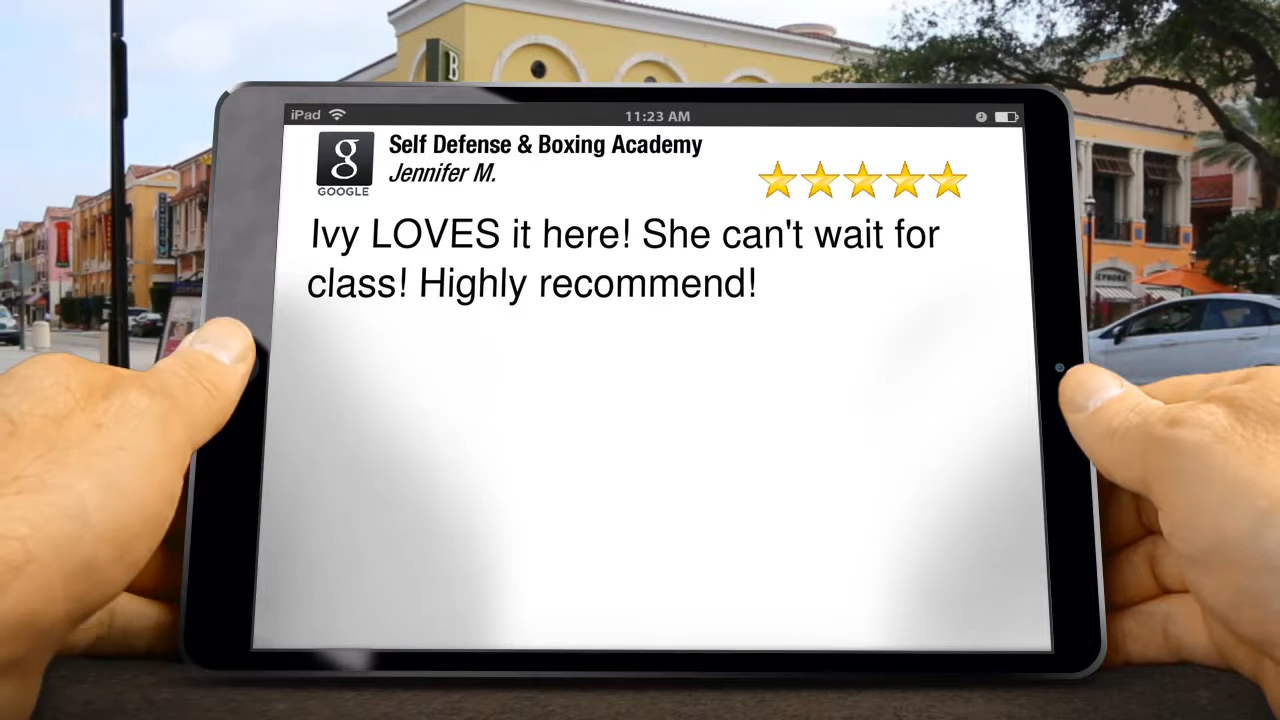 B
iPad
11:23 AM
g
GOOGLE
Self Defense & Boxing Academy
Jennifer M.
Ivy LOVES it here! She can't wait for
class! Highly recommend!
SEPHORA